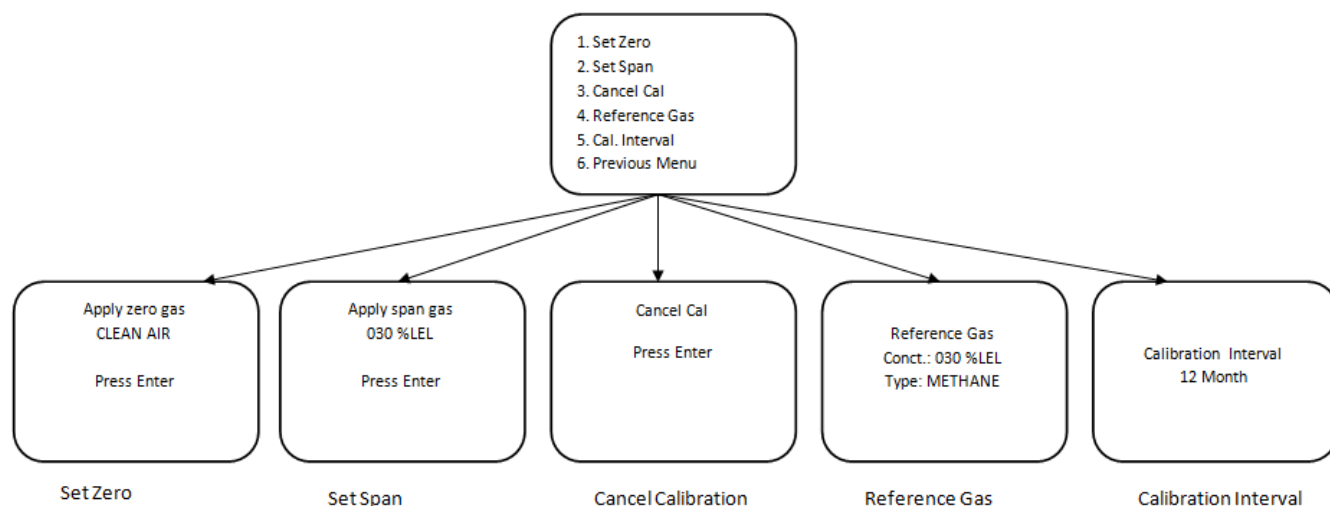 1. Set Zero
2. Set Span
3. Cancel Cal
4. Reference Gas
5. Cal. Interval
6. Previous Menu
Apply zero gas
CLEAN AIR
Press Enter
Apply span gas
030 %LEL
Press Enter
Cancel Cal
Press Enter
Reference Gas
Conct.: 030 %LEL
Type: METHANE
Calibration Interval
12 Month
Set Zero
Set Span
Cancel Calibration
Reference Gas
Calibration Interval